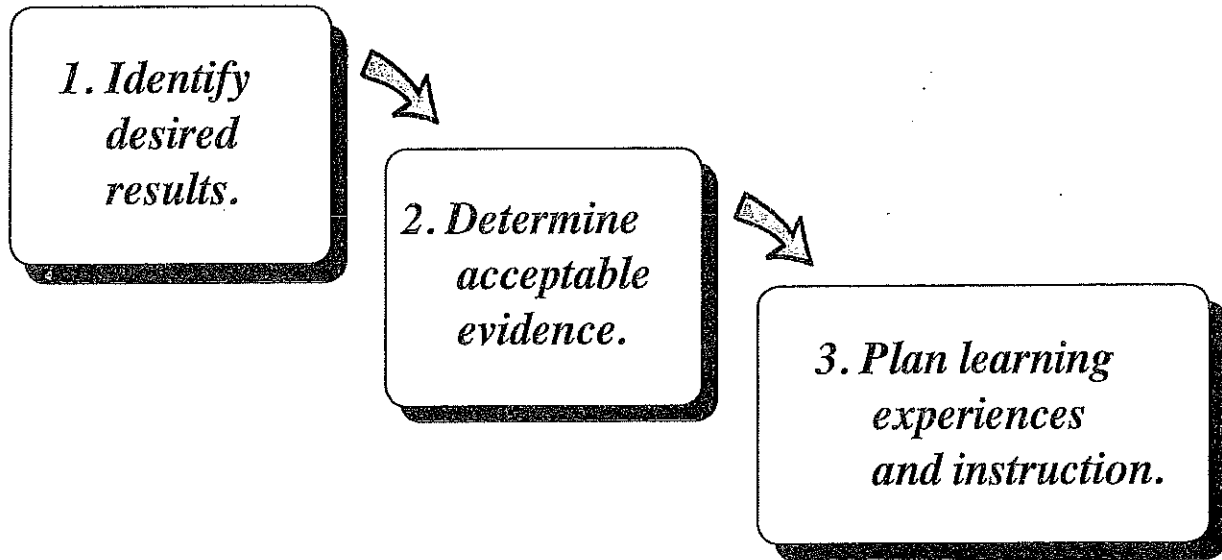 1. Identify
desired
results.
2. Determine
acceptable
evidence.
3. Plan learning
experiences
and instruction.